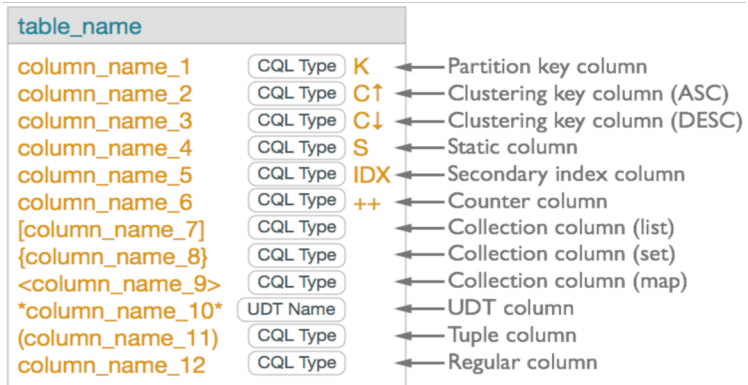 table_name
column_name_1 CQL Type K Partition key column
column_name_2 CQL Type C↑ Clustering key column (ASC)
column_name_3 CQL Type C↓ Clustering key column (DESC)
column_name_4 CQL Type S Static column
column_name_5 CQL Type IDX Secondary index column
column_name_6 CQL Type ++ Counter column
[column_name_7] CQL Type Collection column (list)
{column_name_8} CQL Type Collection column (set)
<column_name_9> CQL Type Collection column (map)
*column_name_10* UDT Name UDT column
(column_name_11) CQL Type Tuple column
column_name_12 CQL Type Regular column